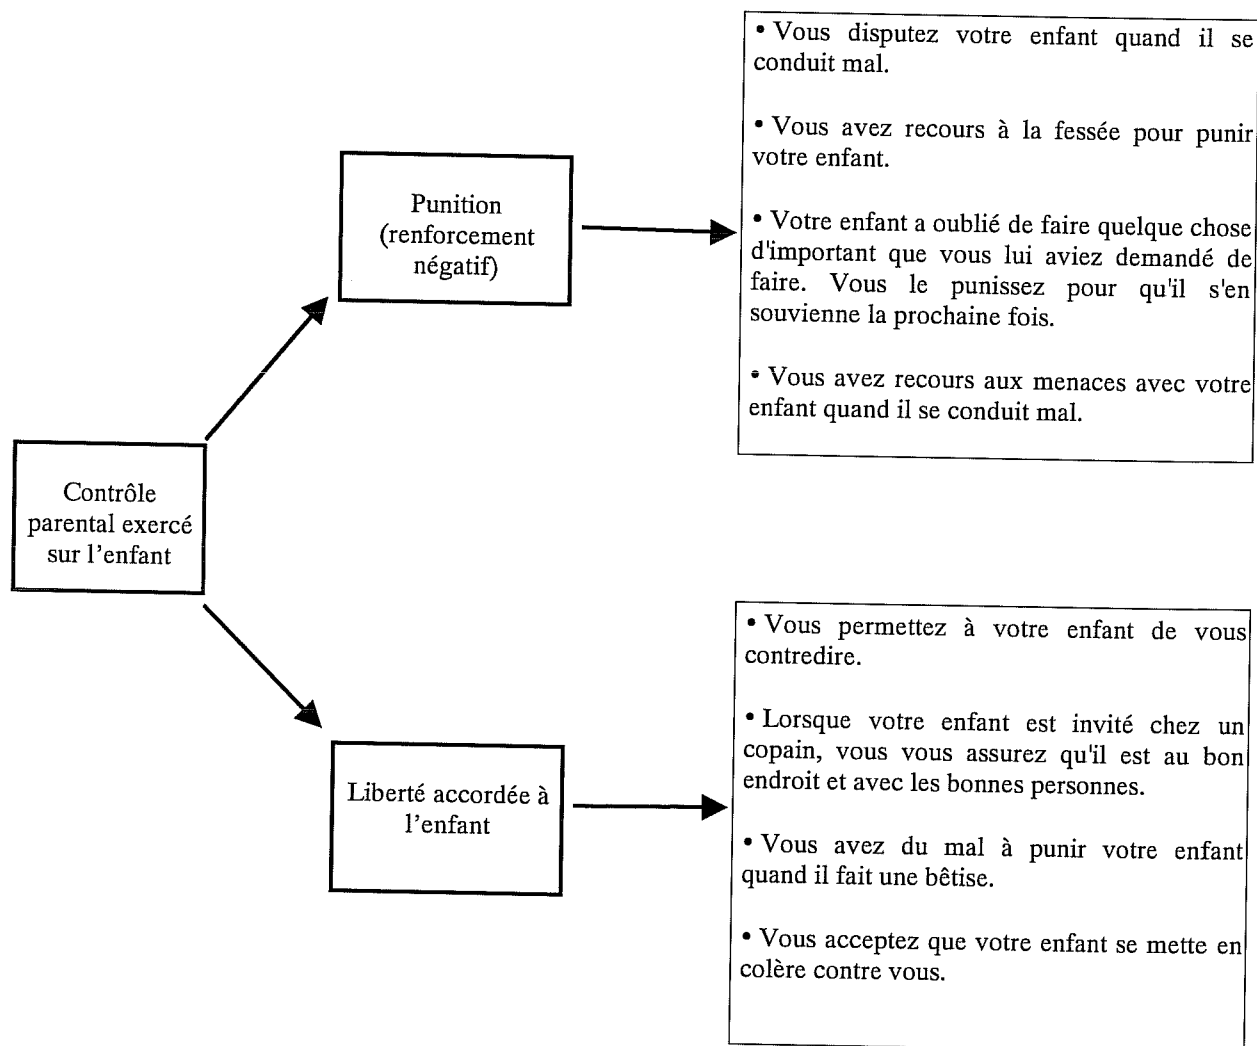 • Vous disputez votre enfant quand il se
conduit mal.
• Vous avez recours à la fessée pour punir
votre enfant.
• Votre enfant a oublié de faire quelque chose
d'important que vous lui aviez demandé de
faire. Vous le punissez pour qu'il s'en
souvienne la prochaine fois.
• Vous avez recours aux menaces avec votre
enfant quand il se conduit mal.
Punition
(renforcement
négatif)
Contrôle
parental exercé
sur l'enfant
Liberté accordée à
l'enfant
• Vous permettez à votre enfant de vous
contredire.
• Lorsque votre enfant est invité chez un
copain, vous vous assurez qu'il est au bon
endroit et avec les bonnes personnes.
• Vous avez du mal à punir votre enfant
quand il fait une bêtise.
• Vous acceptez que votre enfant se mette en
colère contre vous.